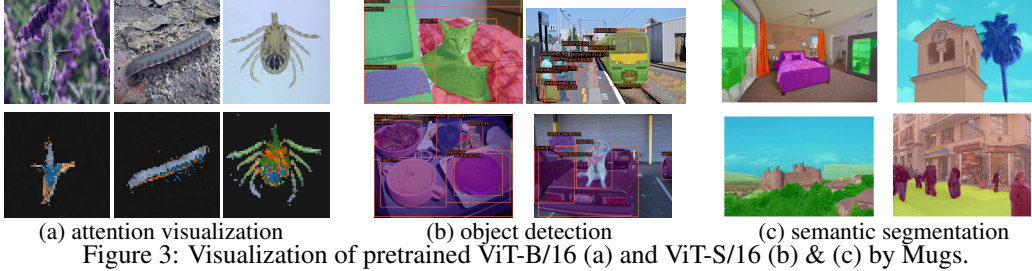 (a) attention visualization
(b) object detection
(c) semantic segmentation
Figure 3: Visualization of pretrained ViT-B/16 (a) and ViT-S/16 (b) & (c) by Mugs.